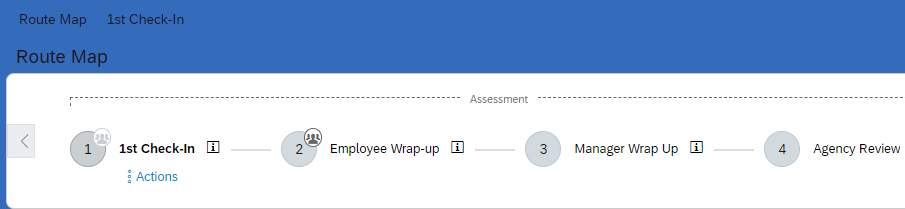 Route Map 1st Check-In
Route Map
Assessment
1 1st Check-In 2 Employee Wrap-up 3 Manager Wrap Up 4 Agency Review
Actions